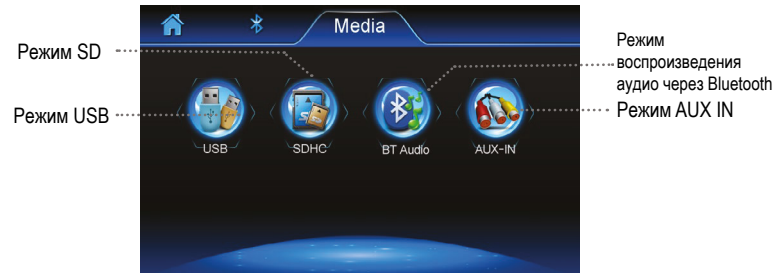 Media
Режим SD
Режим USB
Режим
воспроизведения
аудио через Bluetooth
Режим AUX IN
USB
SDHC
BT Audio
AUX-IN